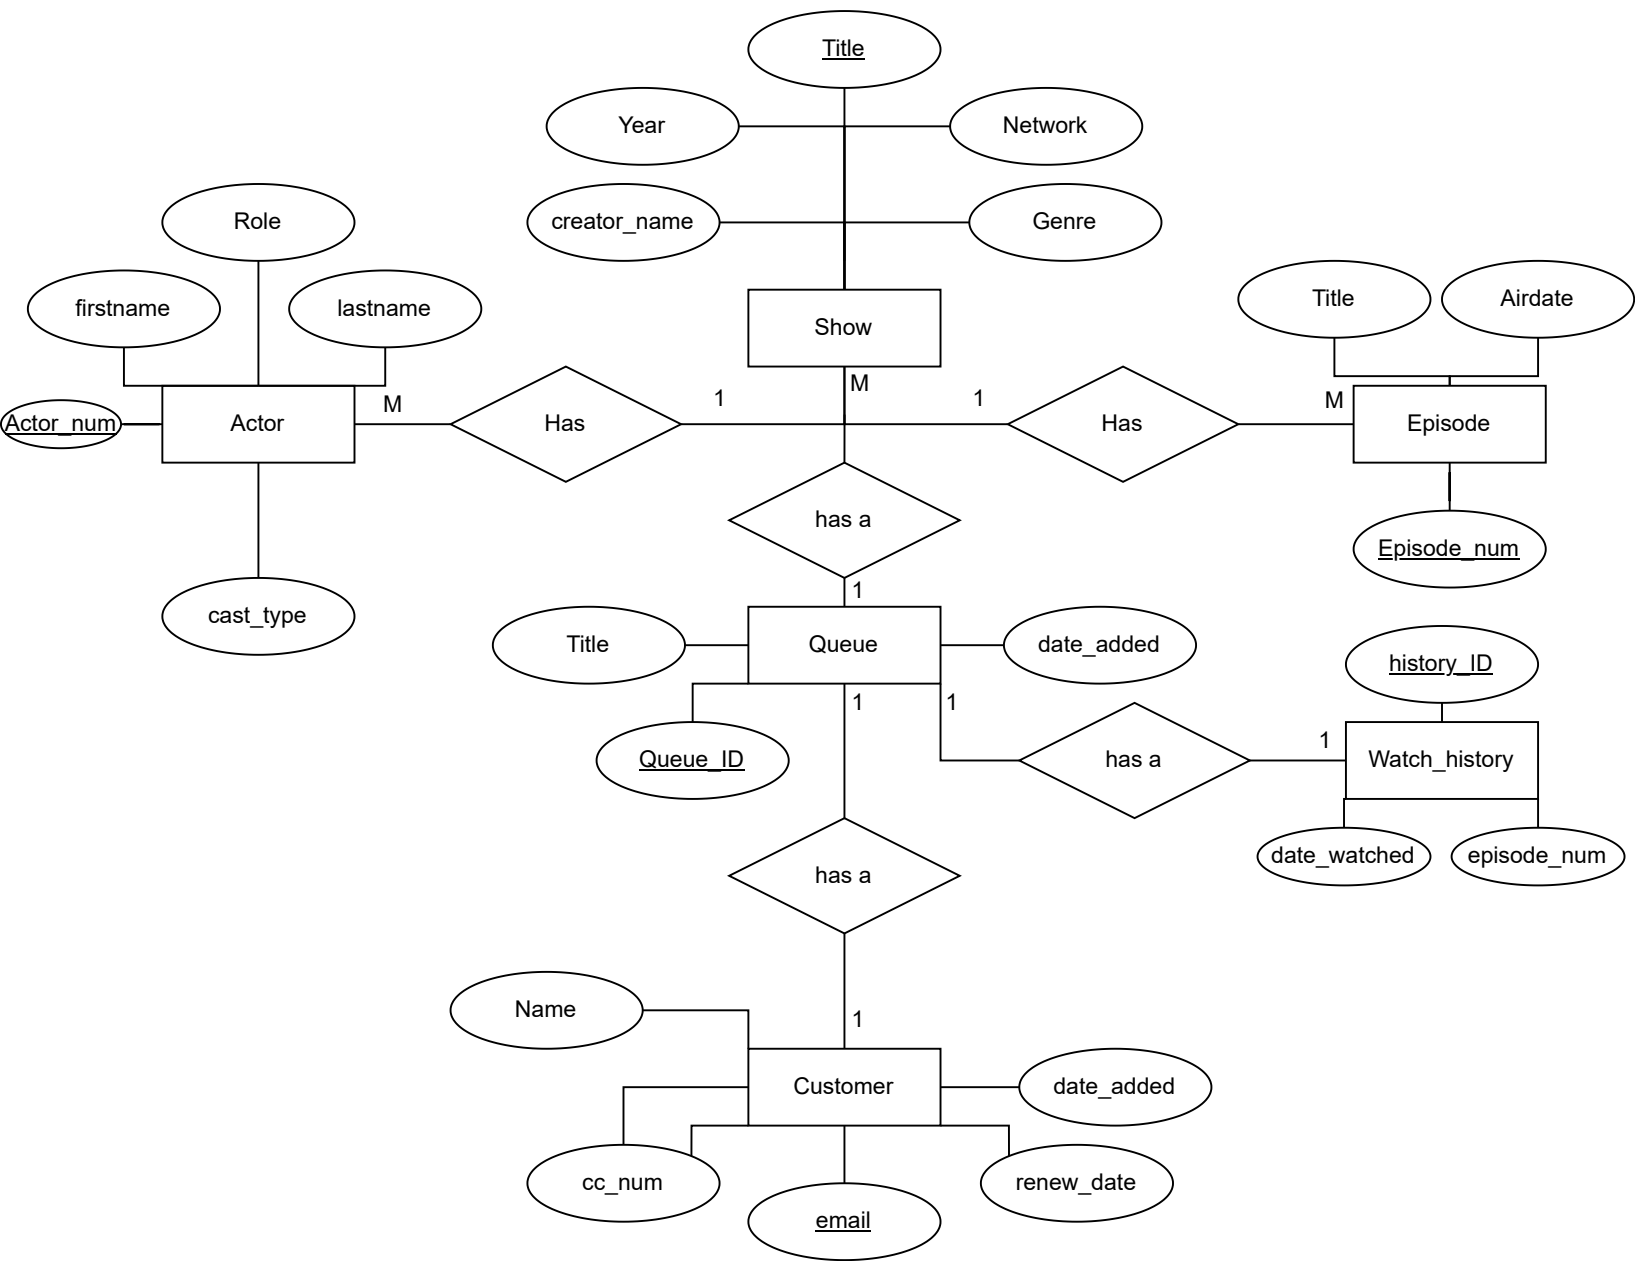 Title
Year
Network
creator_name
Genre
Role
firstname
lastname
Title
Airdate
Show
M
Actor_num
Actor
M
Has
1
1
Has
M
Episode
has a
Episode_num
1
Title
Queue
date_added
history_ID
1
1
Queue_ID
has a
1
Watch_history
date_watched
episode_num
has a
Name
1
Customer
date_added
cc_num
renew_date
email
cast_type